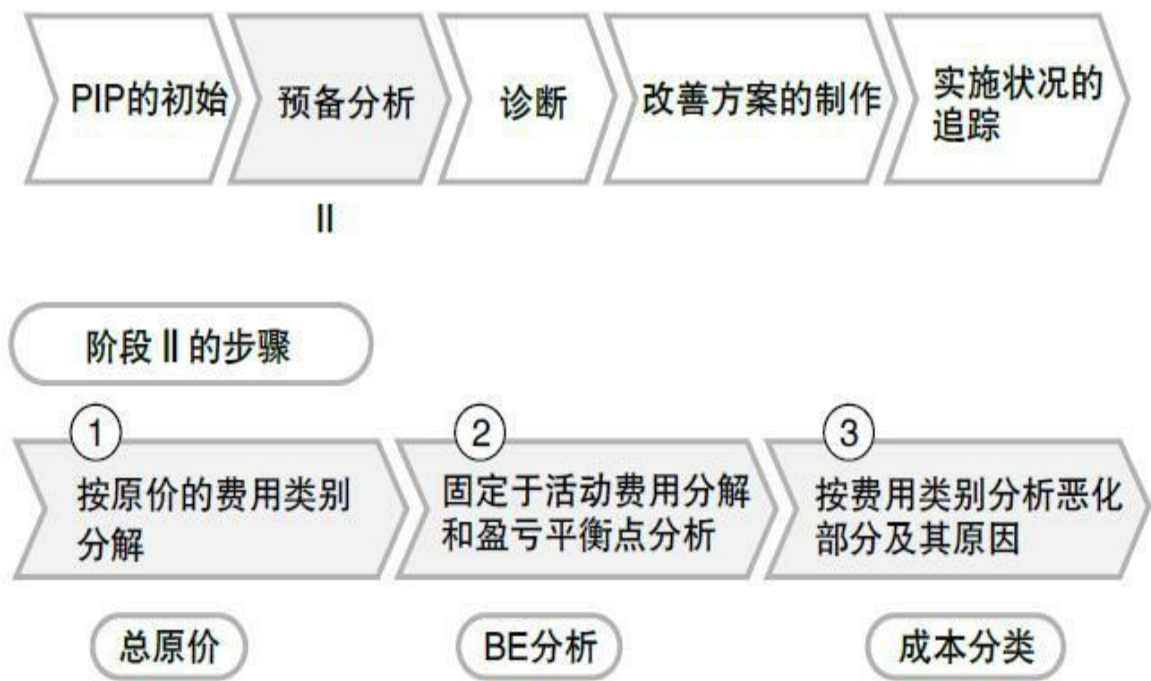 PIP的初始
预备分析
诊断
改善方案的制作
实施状况的
追踪
II
阶段 II 的步骤
1
按原价的费用类别
分解
2
固定于活动费用分解
和盈亏平衡点分析
3
按费用类别分析恶化
部分及其原因
总原价
BE分析
成本分类